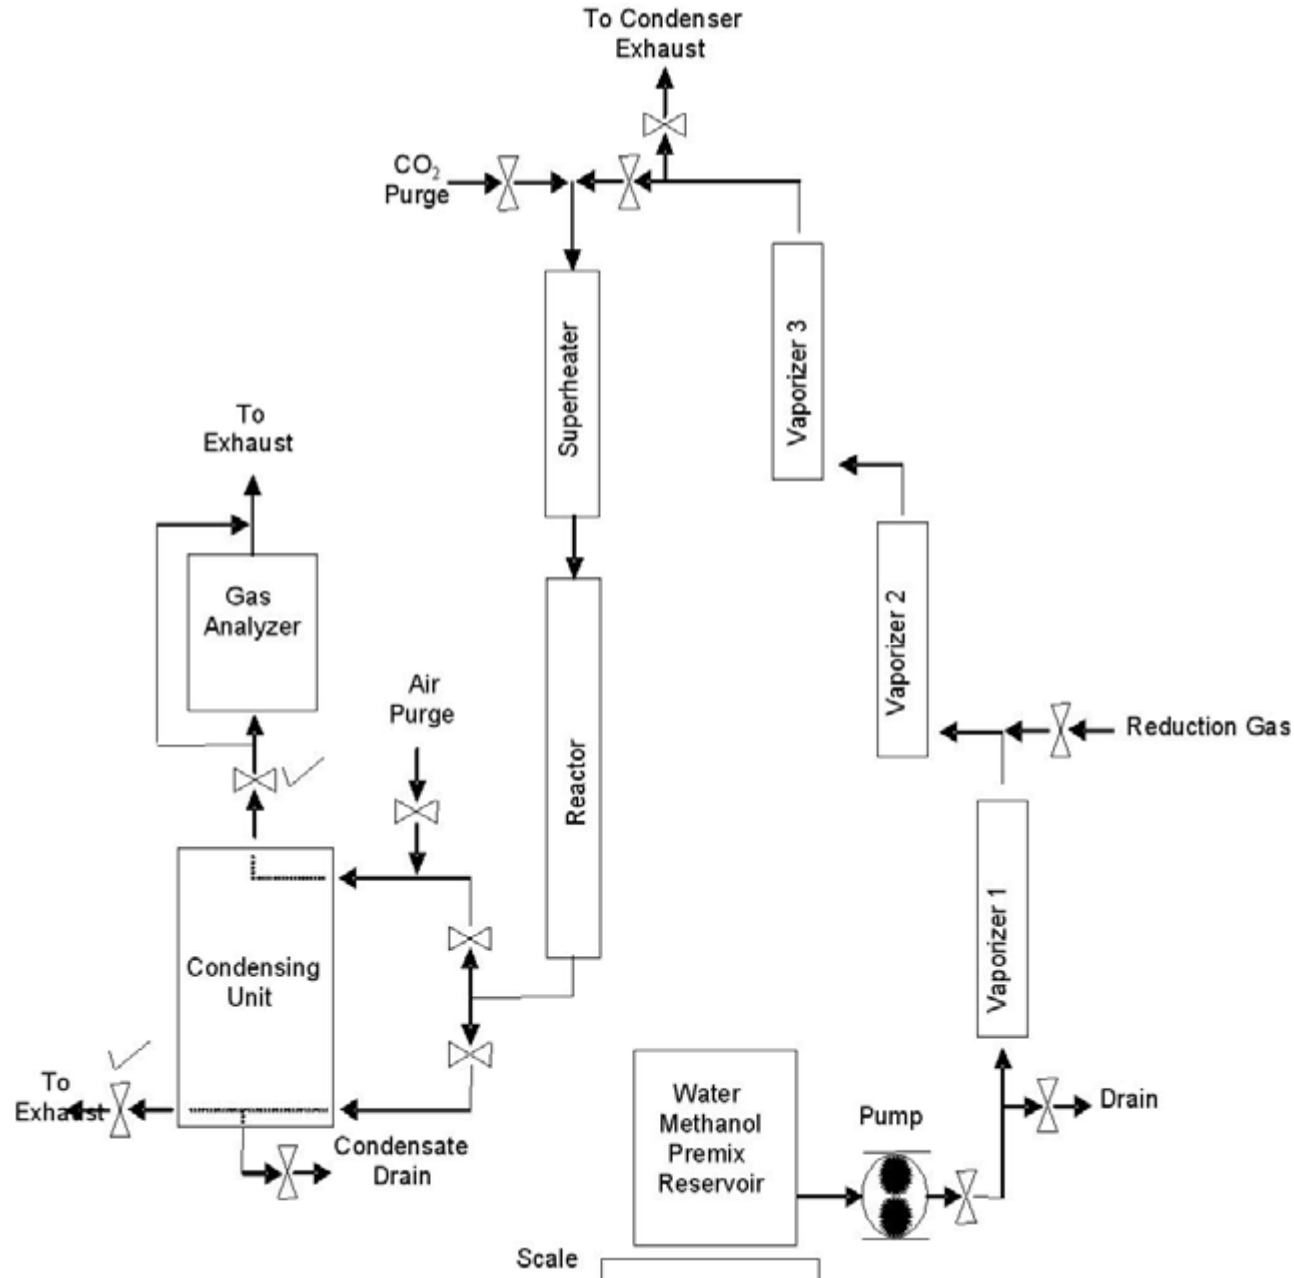 To Condenser
Exhaust
CO₂
Purge
Superheater
Vaporizer 3
To
Exhaust
Gas
Analyzer
Air
Purge
Reactor
Vaporizer 2
Reduction Gas
Vaporizer 1
Condensing
Unit
To
Exhaust
Condensate
Drain
Water
Methanol
Premix
Reservoir
Pump
Drain
Scale